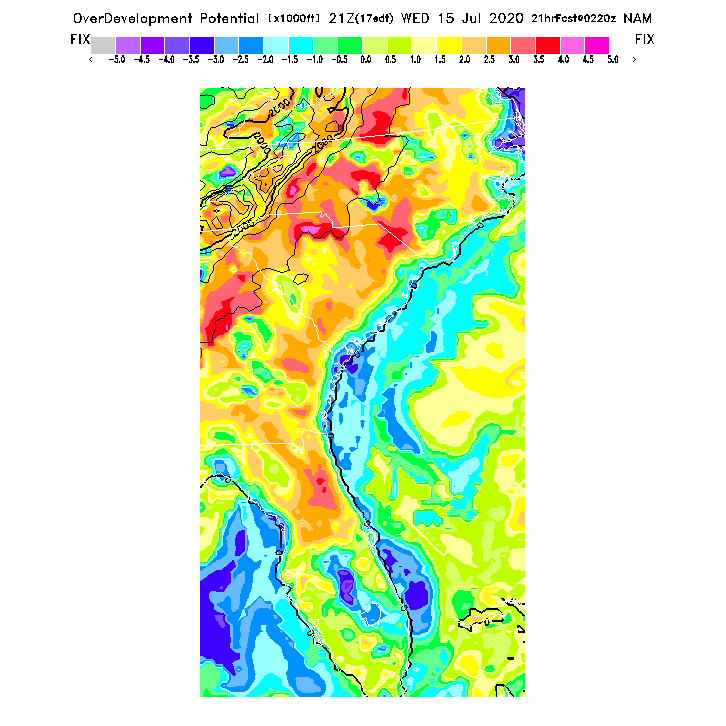 OverDevelopment Potential [x1000ft] 21Z(17edt) WED 15 Jul 2020 21hrFcst@0220z NAM
FIX FIX
< -5.0 -4.5 -4.0 -3.5 -3.0 -2.5 -2.0 -1.5 -1.0 -0.5 0.0 0.5 1.0 1.5 2.0 2.5 3.0 3.5 4.0 4.5 5.0 >
2000
2000